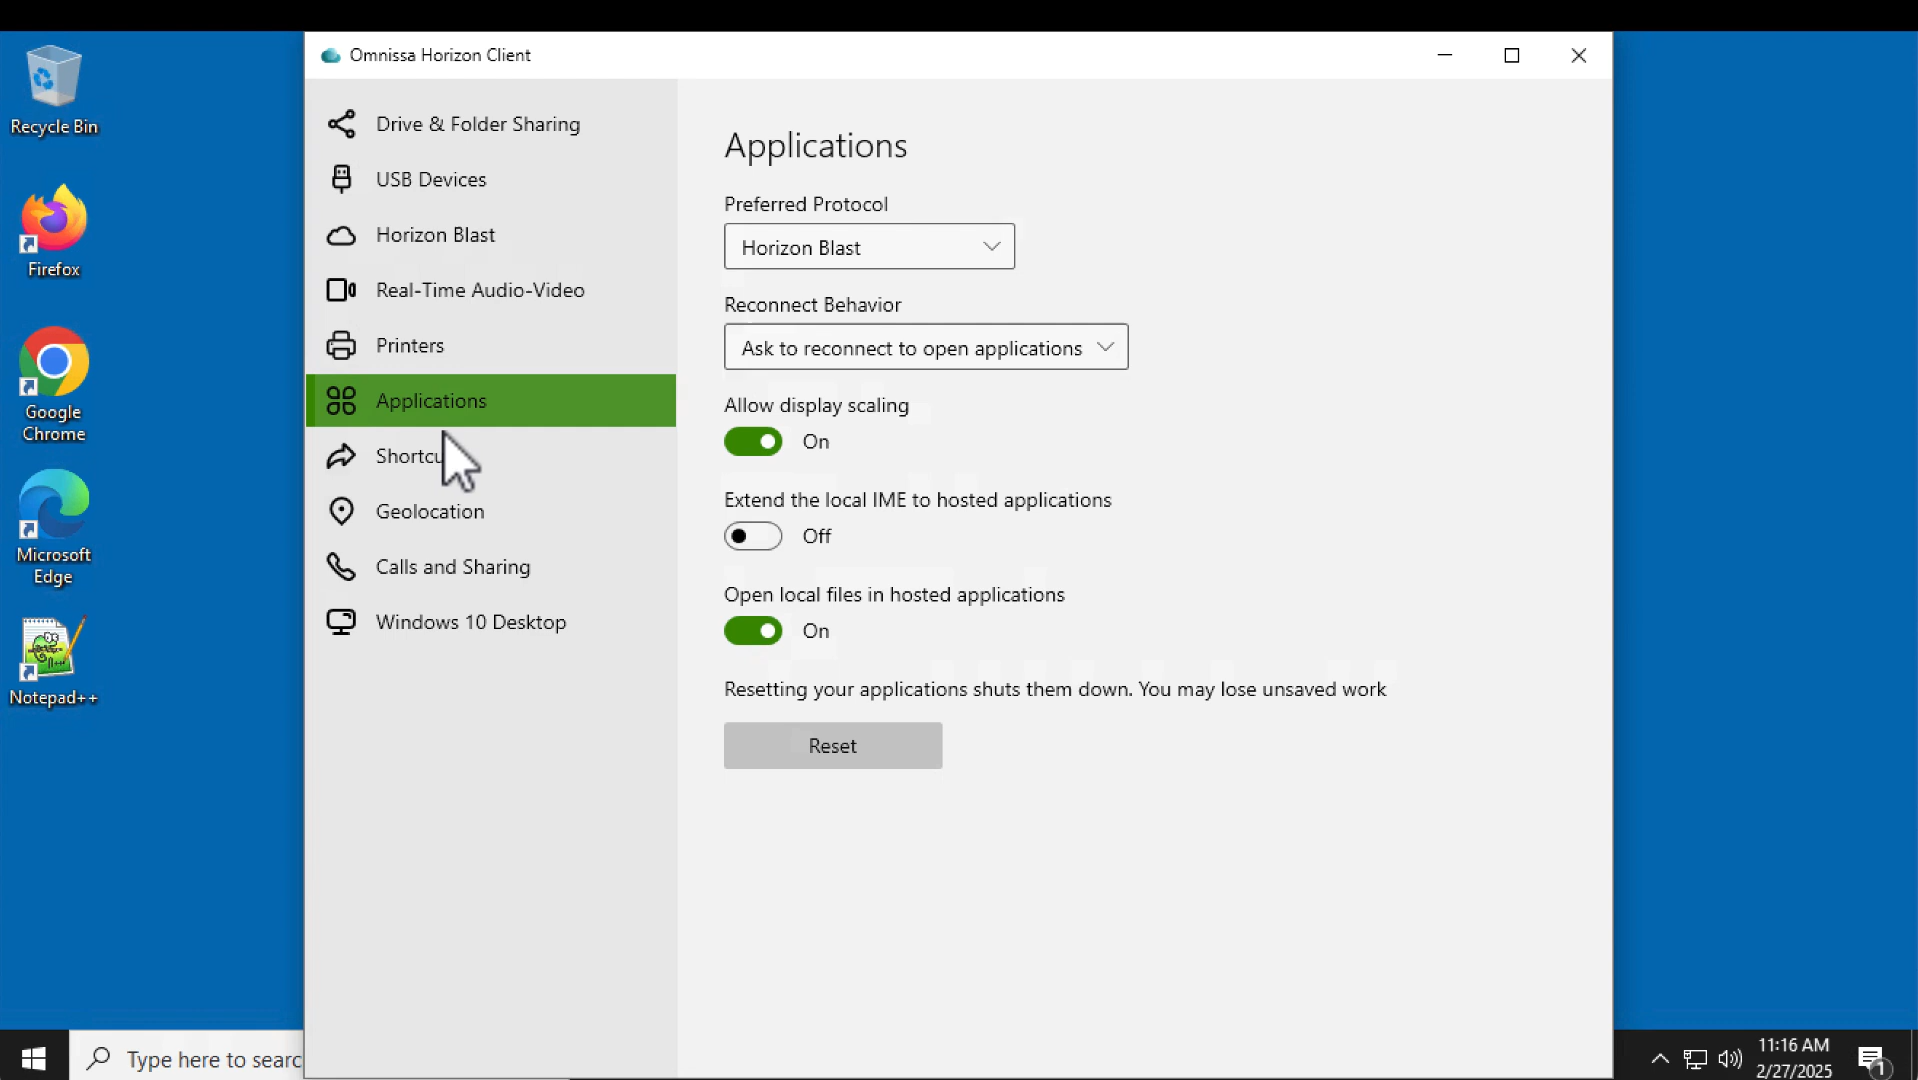 Omnissa Horizon Client
Recycle Bin
Firefox
Google
Chrome
Microsoft
Edge
Notepad++
Drive & Folder Sharing
USB Devices
Horizon Blast
Real-Time Audio-Video
Printers
Applications
Shortcu
Geolocation
Calls and Sharing
Windows 10 Desktop
Applications
Preferred Protocol
Horizon Blast
Reconnect Behavior
Ask to reconnect to open applications
Allow display scaling
On
Extend the local IME to hosted applications
Off
Open local files in hosted applications
On
Resetting your applications shuts them down. You may lose unsaved work
Reset
Type here to searc
11:16 AM
2/27/2025
1